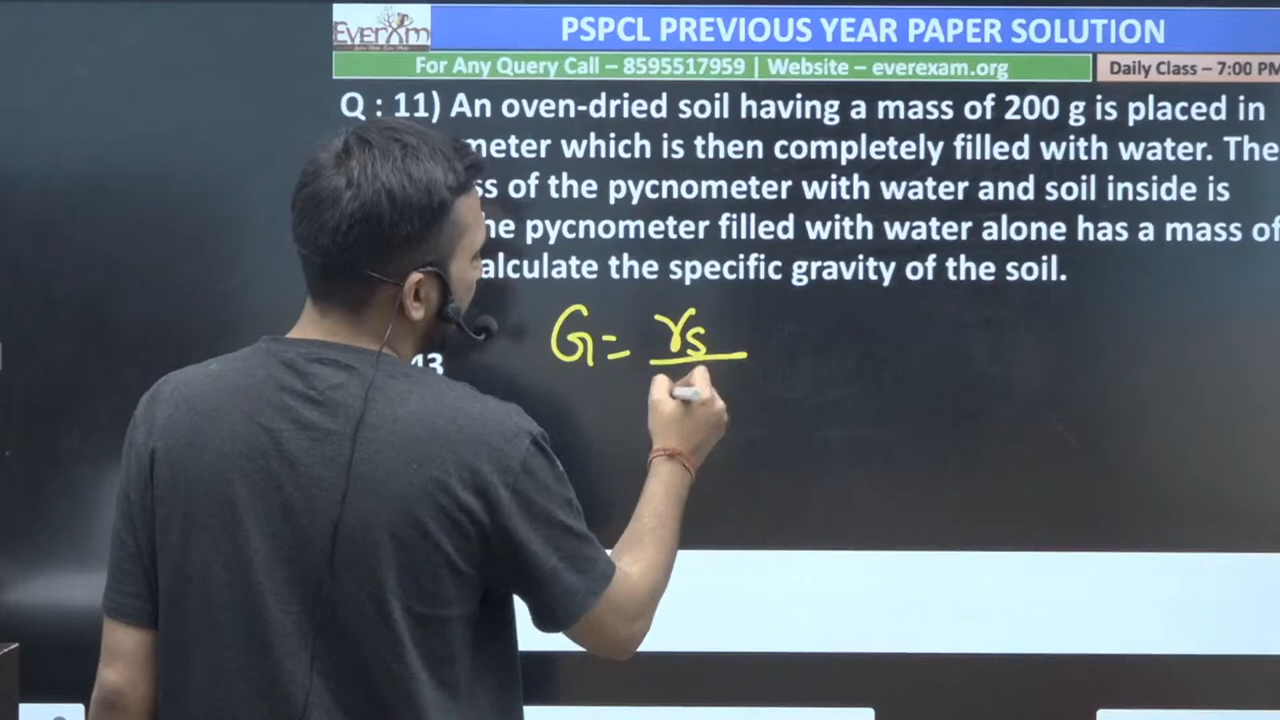 EverExm
PSPCL PREVIOUS YEAR PAPER SOLUTION
For Any Query Call – 8595517959 | Website – everexam.org
Daily Class – 7:00 PM
Q : 11) An oven-dried soil having a mass of 200 g is placed in
meter which is then completely filled with water. The
ss of the pycnometer with water and soil inside is
he pycnometer filled with water alone has a mass of
alculate the specific gravity of the soil.
G = γs
43